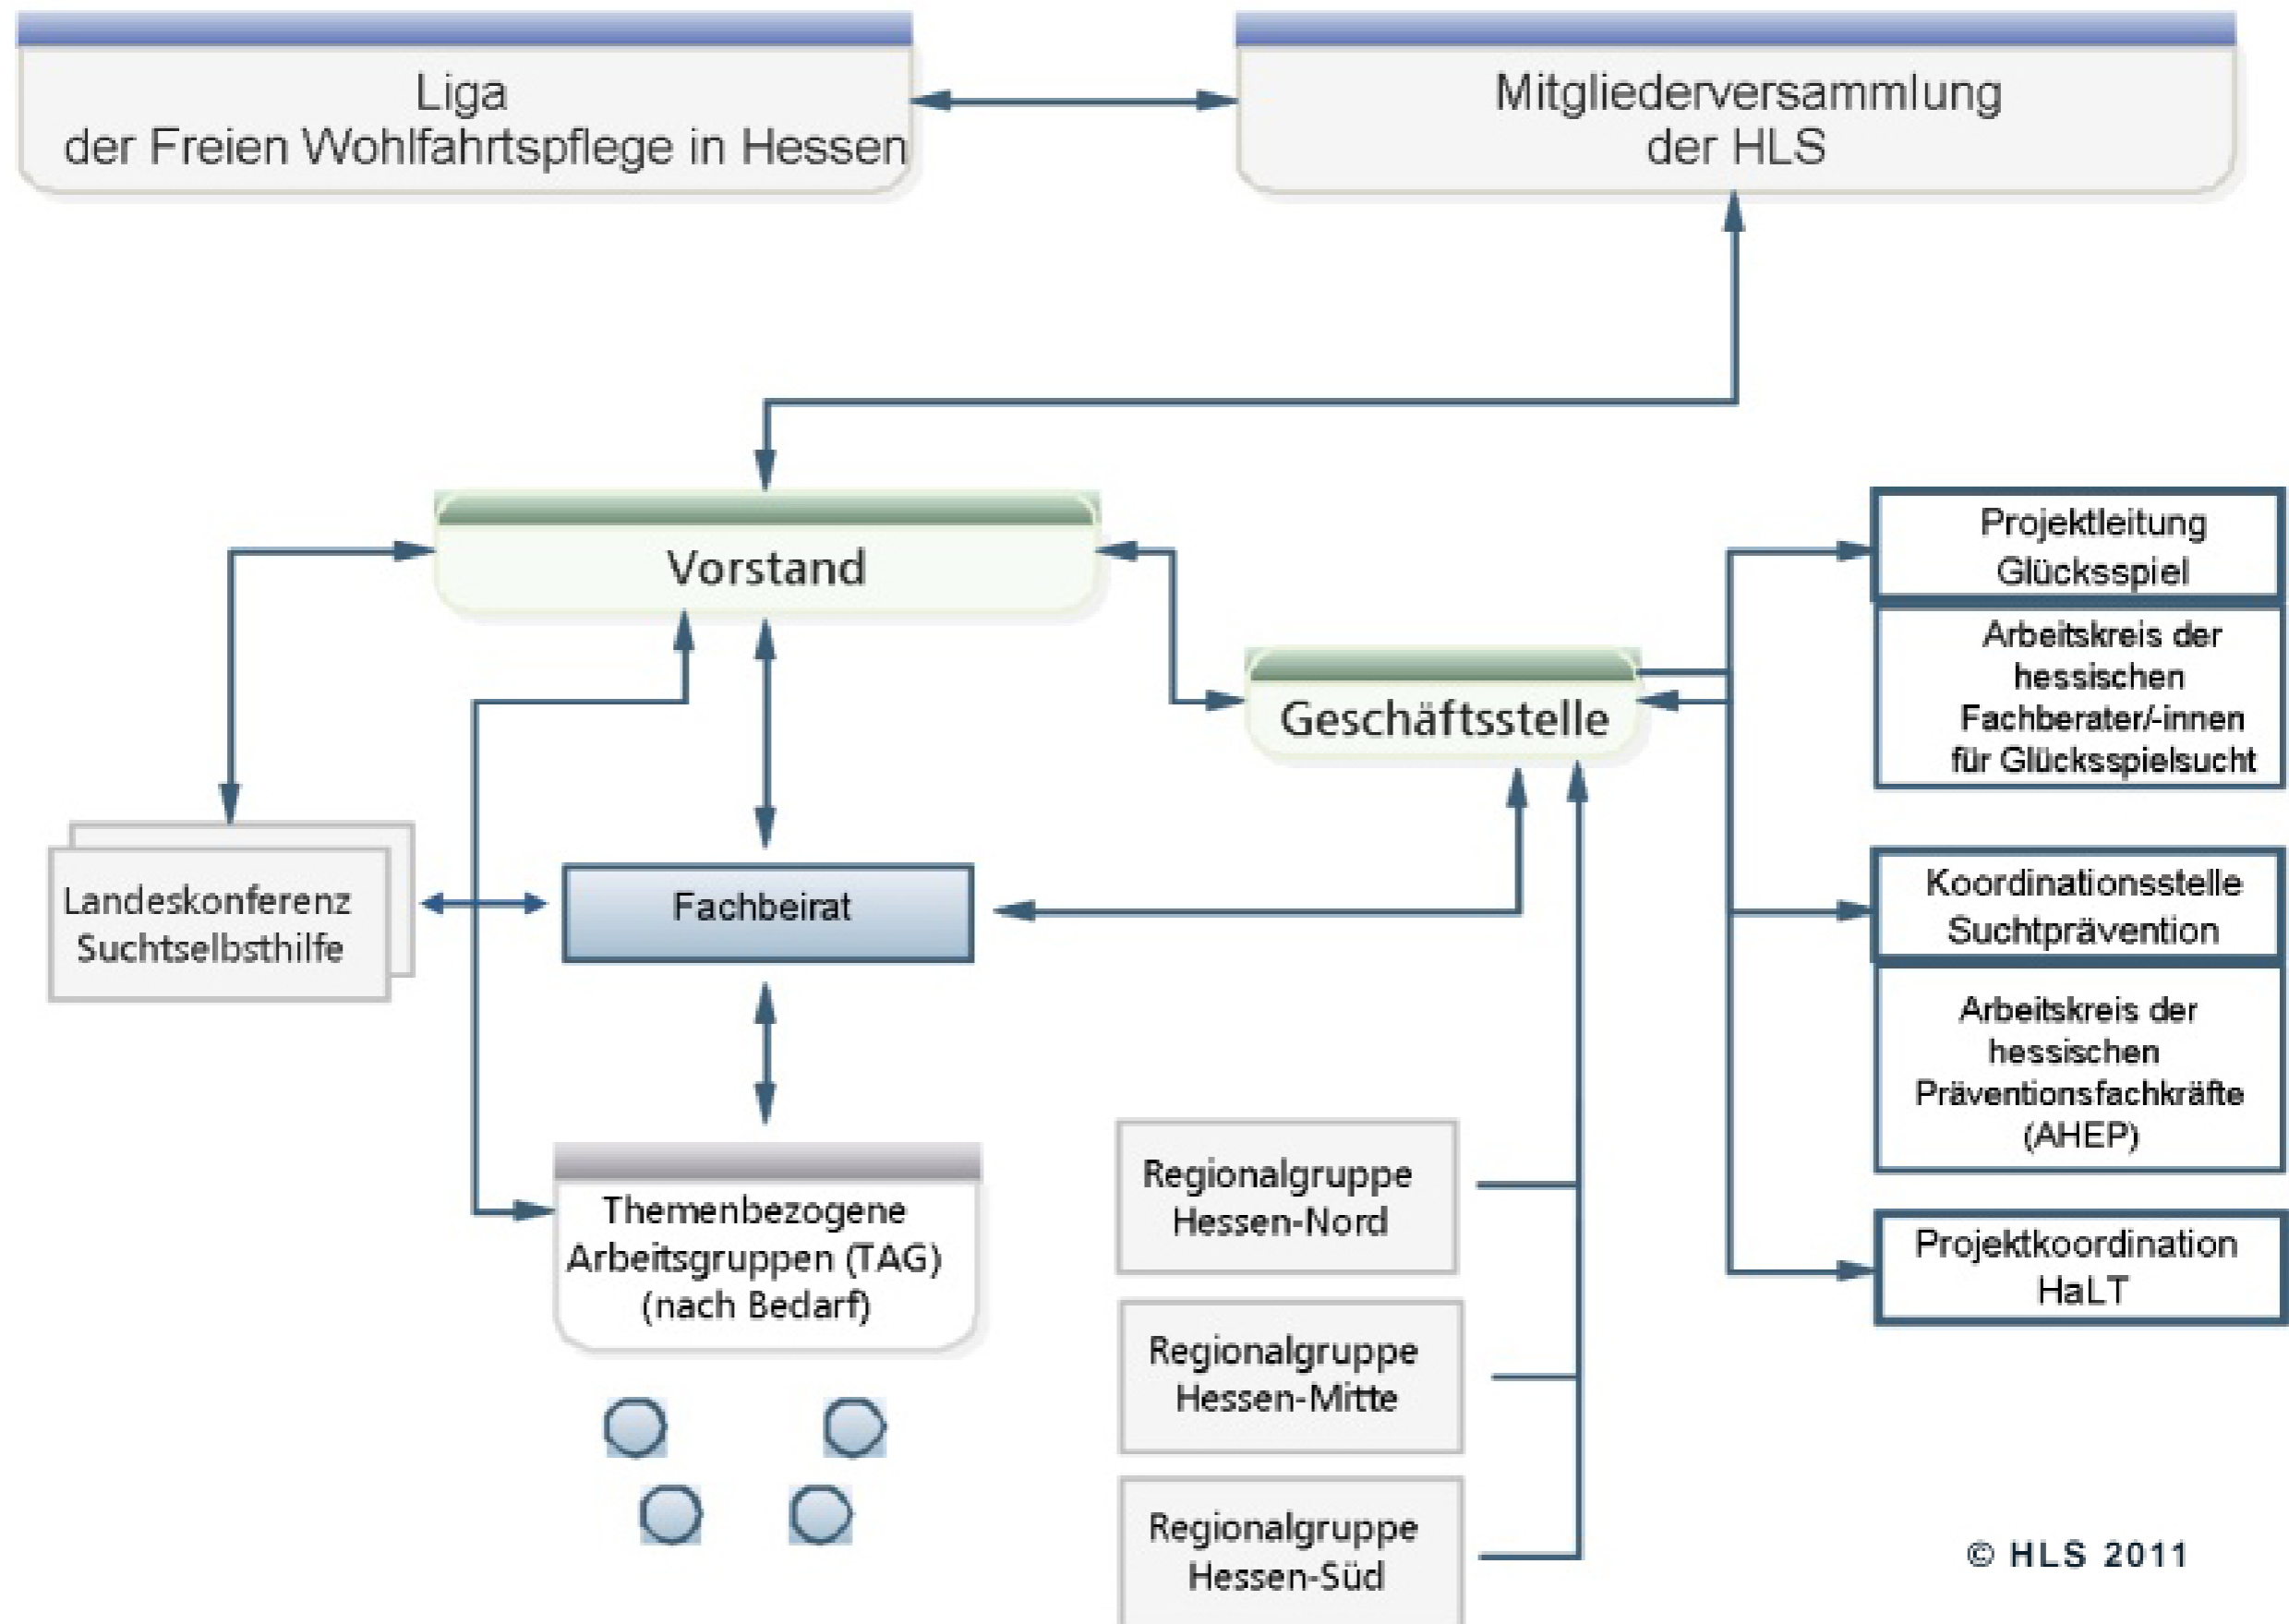 Liga
der Freien Wohlfahrtspflege in Hessen
Mitgliederversammlung
der HLS
Vorstand
Geschäftsstelle
Projektleitung
Glücksspiel
Arbeitskreis der
hessischen
Fachberater/-innen
für Glücksspielsucht
Landeskonferenz
Suchtselbsthilfe
Fachbeirat
Koordinationsstelle
Suchtprävention
Arbeitskreis der
hessischen
Präventionsfachkräfte
(AHEP)
Themenbezogene
Arbeitsgruppen (TAG)
(nach Bedarf)
Regionalgruppe
Hessen-Nord
Regionalgruppe
Hessen-Mitte
Regionalgruppe
Hessen-Süd
Projektkoordination
HaLT
© HLS 2011